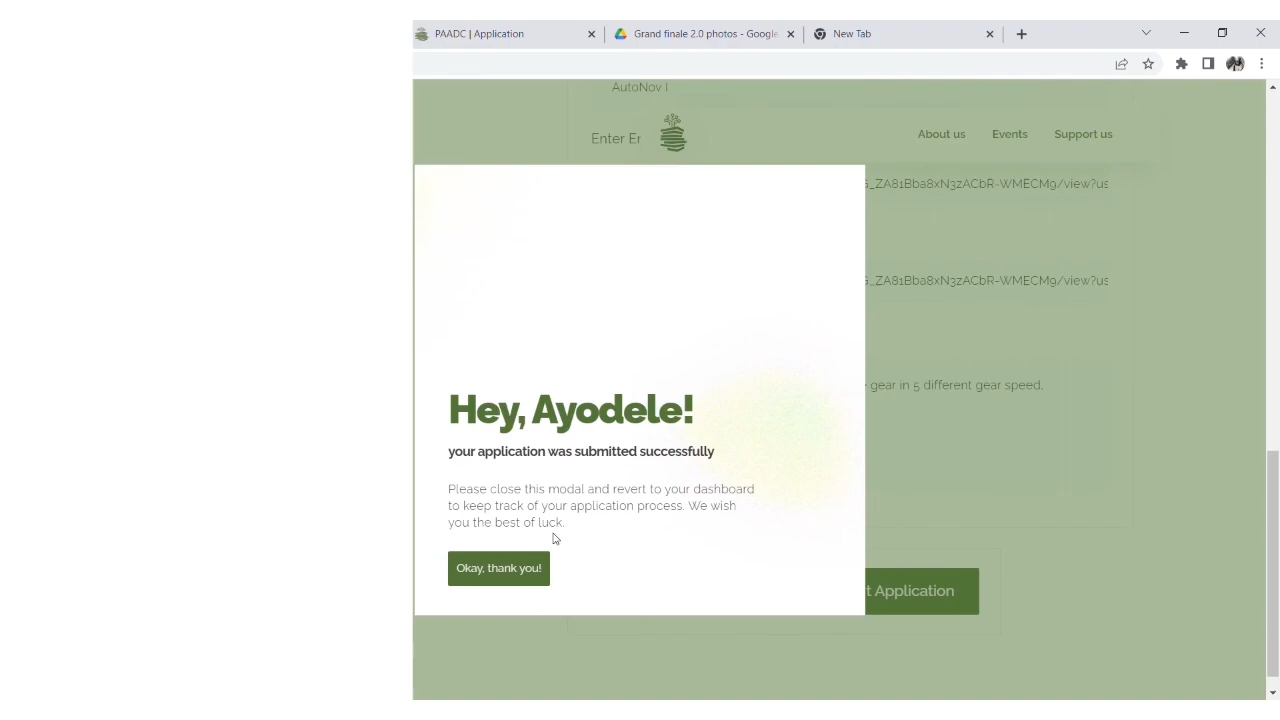 PAADC | Application
Grand finale 2.0 photos - Google
New Tab
AutoNov I
Enter Er
About us
Events
Support us
_ZA81Bba8xN3zACbR-WMECM9/view?us
_ZA81Bba8xN3zACbR-WMECM9/view?us
gear in 5 different gear speed.
Hey, Ayodele!
your application was submitted successfully
Please close this modal and revert to your dashboard
to keep track of your application process. We wish
you the best of luck.
Okay, thank you!
t Application